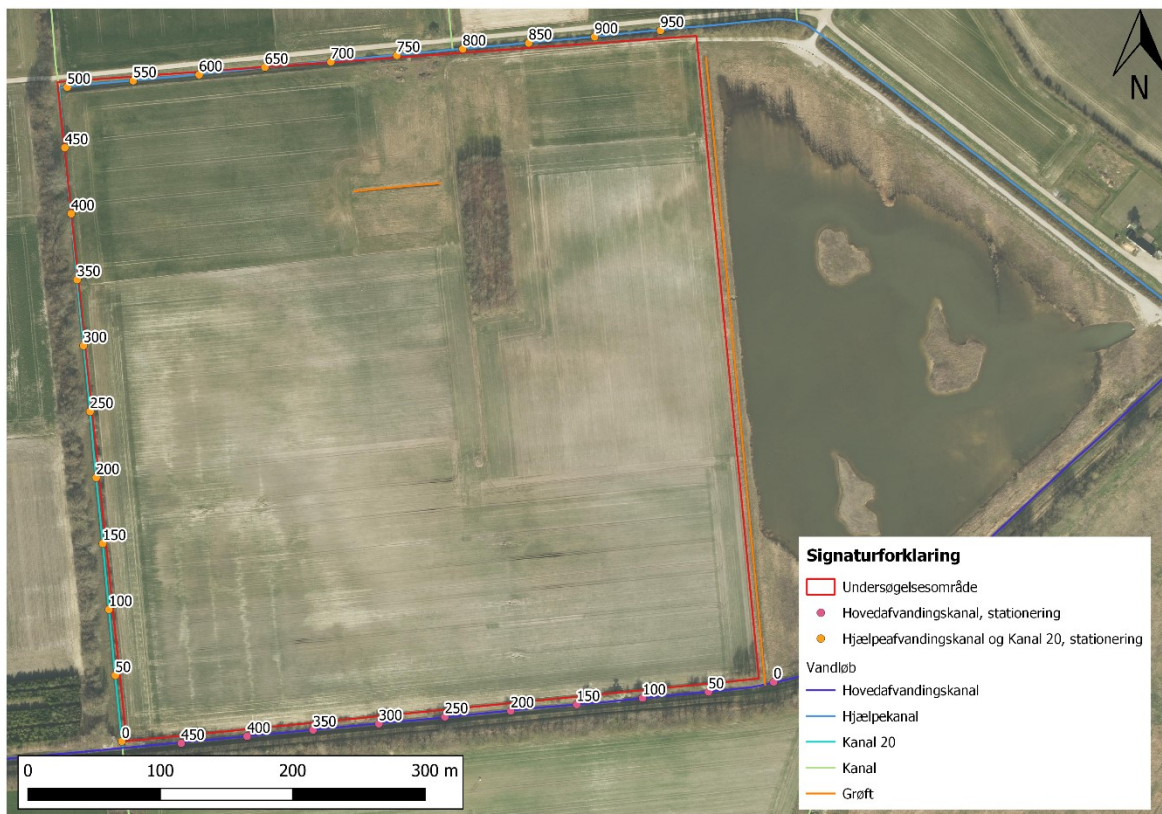 500 550 600 650 700 750 800 850 900 950
N
450
400
350
300
250
200
150
100
50
0
450 400 350 300 250 200 150 100 50 0
0 100 200 300 m
Signaturforklaring
Undersøgelsesområde
Hovedafvandingskanal, stationering
Hjælpeafvandingskanal og Kanal 20, stationering
Vandløb
Hovedafvandingskanal
Hjælpekanal
Kanal 20
Kanal
Grøft